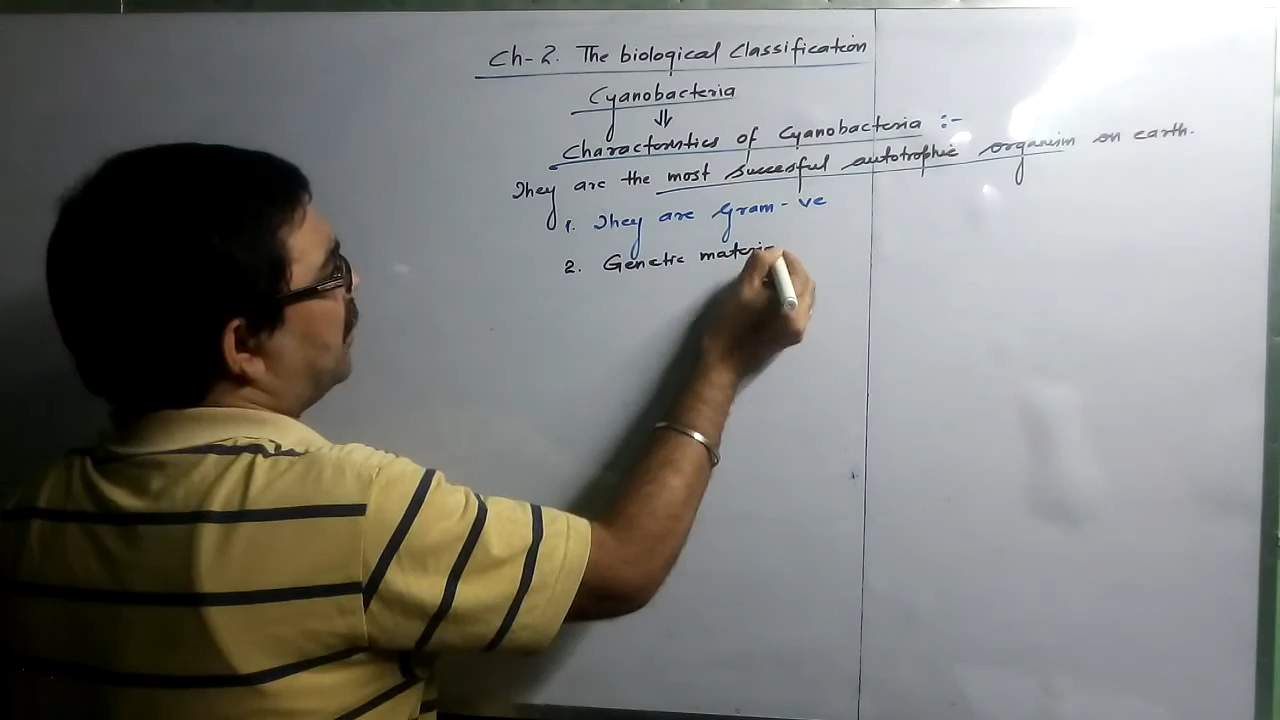 Ch-2. The biological Classification
Cyanobacteria
⇓
Characteristics of Cyanobacteria :-
They are the most succesful autotrophic organism on earth.
1. They are Gram-ve
2. Genetic materi